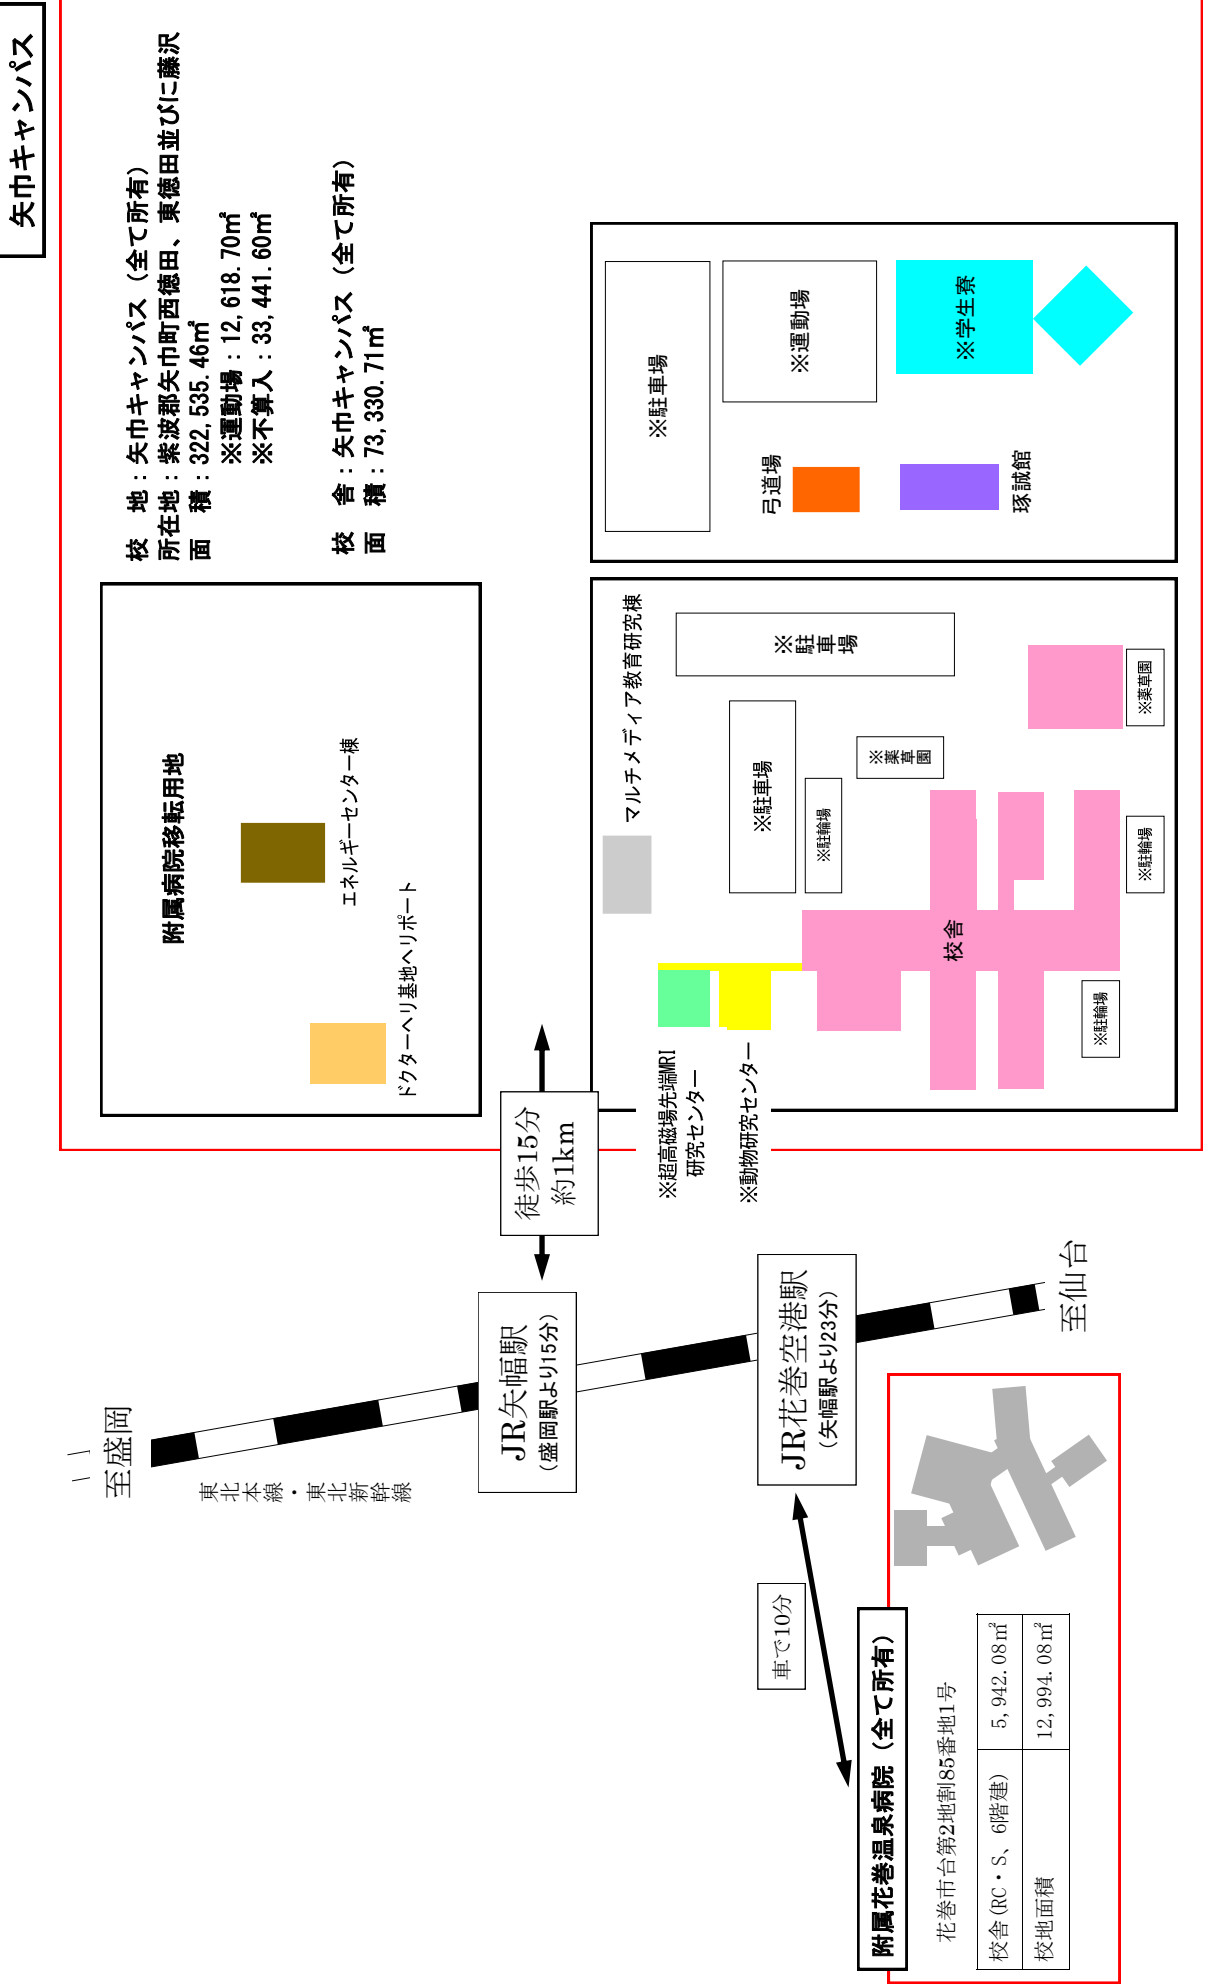 矢巾キャンパス
校　地：矢巾キャンパス（全て所有）
所在地：紫波郡矢巾町西徳田、東徳田並びに藤沢
面　積：322,535.46㎡
※運動場：12,618.70㎡
※不算入：33,441.60㎡
校　舎：矢巾キャンパス（全て所有）
面　積：73,330.71㎡
附属病院移転用地
エネルギーセンター棟
ドクターヘリ基地ヘリポート
※駐車場
※運動場
※学生寮
弓道場
琢誠館
マルチメディア教育研究棟
※駐車場
※駐車場
※駐輪場
※薬草園
※薬草園
※駐輪場
※駐輪場
校舎
※超高磁場先端MRI
研究センター
※動物研究センター
徒歩15分
約1km
至盛岡
東北本線・東北新幹線
JR矢幅駅
（盛岡駅より15分）
JR花巻空港駅
（矢幅駅より23分）
至仙台
車で10分
附属花巻温泉病院（全て所有）
花巻市台第2地割85番地1号
校舎(RC・S、6階建) 5,942.08㎡
校地面積 12,994.08㎡